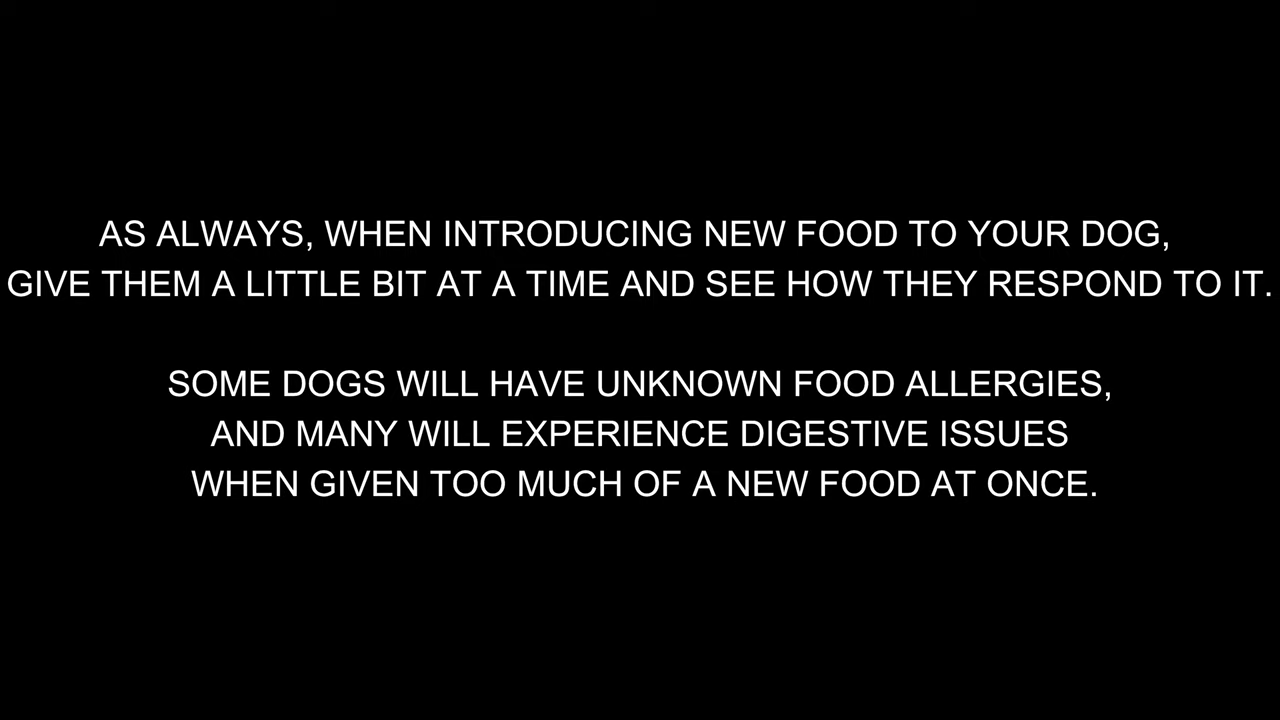 AS ALWAYS, WHEN INTRODUCING NEW FOOD TO YOUR DOG,
GIVE THEM A LITTLE BIT AT A TIME AND SEE HOW THEY RESPOND TO IT.
SOME DOGS WILL HAVE UNKNOWN FOOD ALLERGIES,
AND MANY WILL EXPERIENCE DIGESTIVE ISSUES
WHEN GIVEN TOO MUCH OF A NEW FOOD AT ONCE.